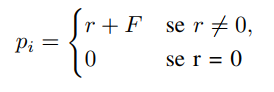 p_i = { r + F se r ≠ 0,
0 se r = 0